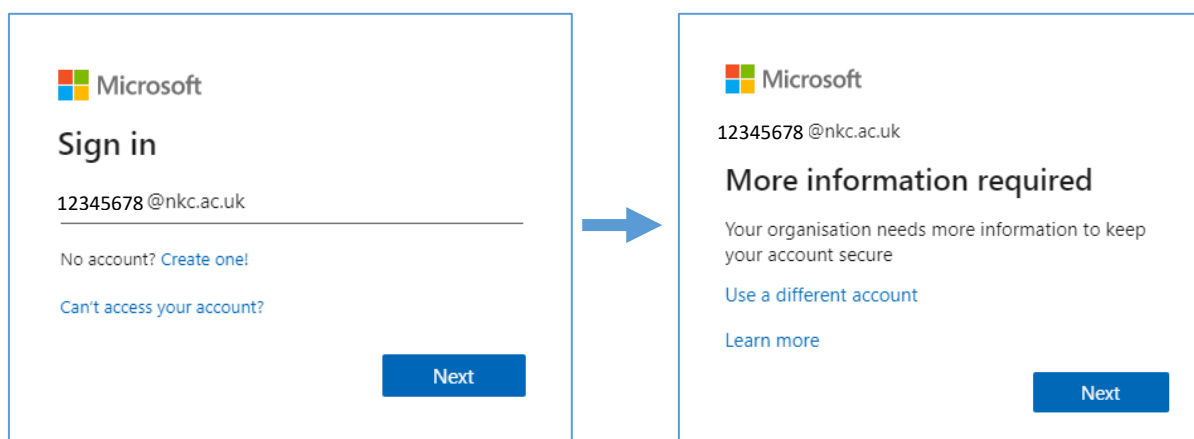 Microsoft
Sign in
12345678 @nkc.ac.uk
No account? Create one!
Can't access your account?
Next
Microsoft
12345678 @nkc.ac.uk
More information required
Your organisation needs more information to keep
your account secure
Use a different account
Learn more
Next